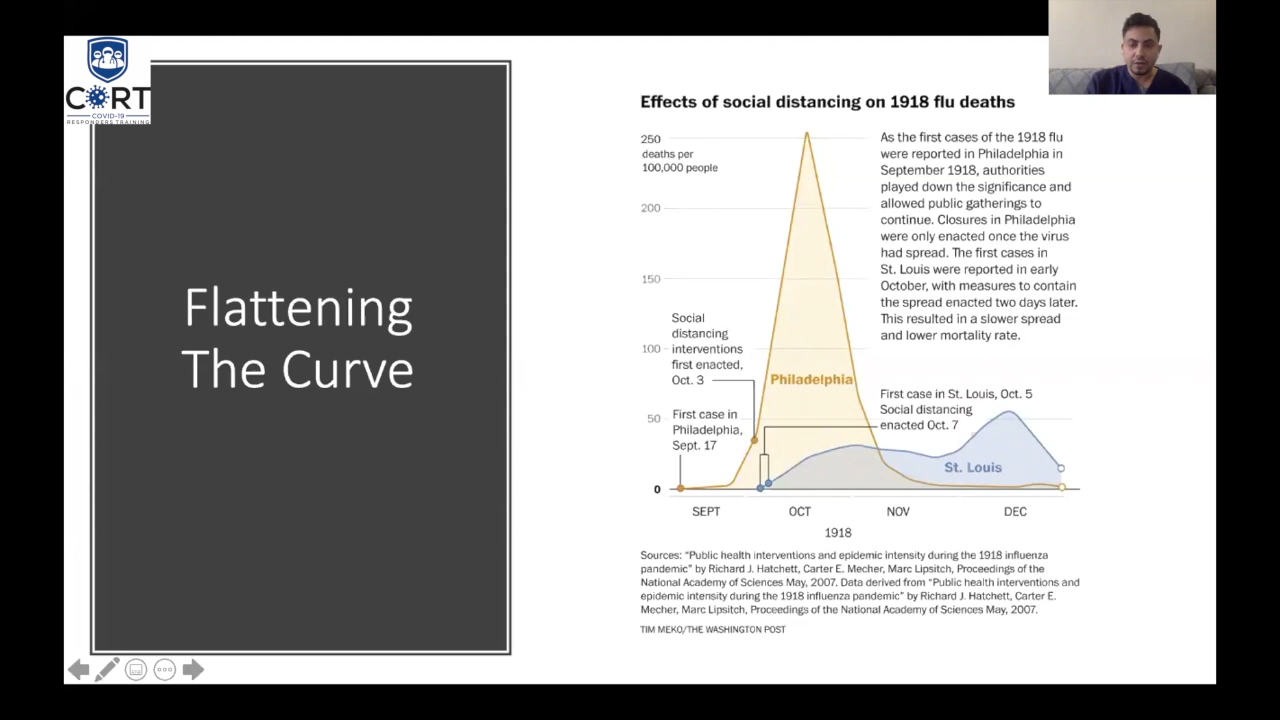 CORT
COVID-19
RESPONDERS TRAINING
Flattening
The Curve
Effects of social distancing on 1918 flu deaths
250
deaths per
100,000 people
200
150
100
50
0
Social
distancing
interventions
first enacted,
Oct. 3
First case in
Philadelphia,
Sept. 17
Philadelphia
As the first cases of the 1918 flu
were reported in Philadelphia in
September 1918, authorities
played down the significance and
allowed public gatherings to
continue. Closures in Philadelphia
were only enacted once the virus
had spread. The first cases in
St. Louis were reported in early
October, with measures to contain
the spread enacted two days later.
This resulted in a slower spread
and lower mortality rate.
First case in St. Louis, Oct. 5
Social distancing
enacted Oct. 7
St. Louis
SEPT
OCT
NOV
DEC
1918
Sources: “Public health interventions and epidemic intensity during the 1918 influenza
pandemic” by Richard J. Hatchett, Carter E. Mecher, Marc Lipsitch, Proceedings of the
National Academy of Sciences May, 2007. Data derived from “Public health interventions and
epidemic intensity during the 1918 influenza pandemic” by Richard J. Hatchett, Carter E.
Mecher, Marc Lipsitch, Proceedings of the National Academy of Sciences May, 2007.
TIM MEKO/THE WASHINGTON POST